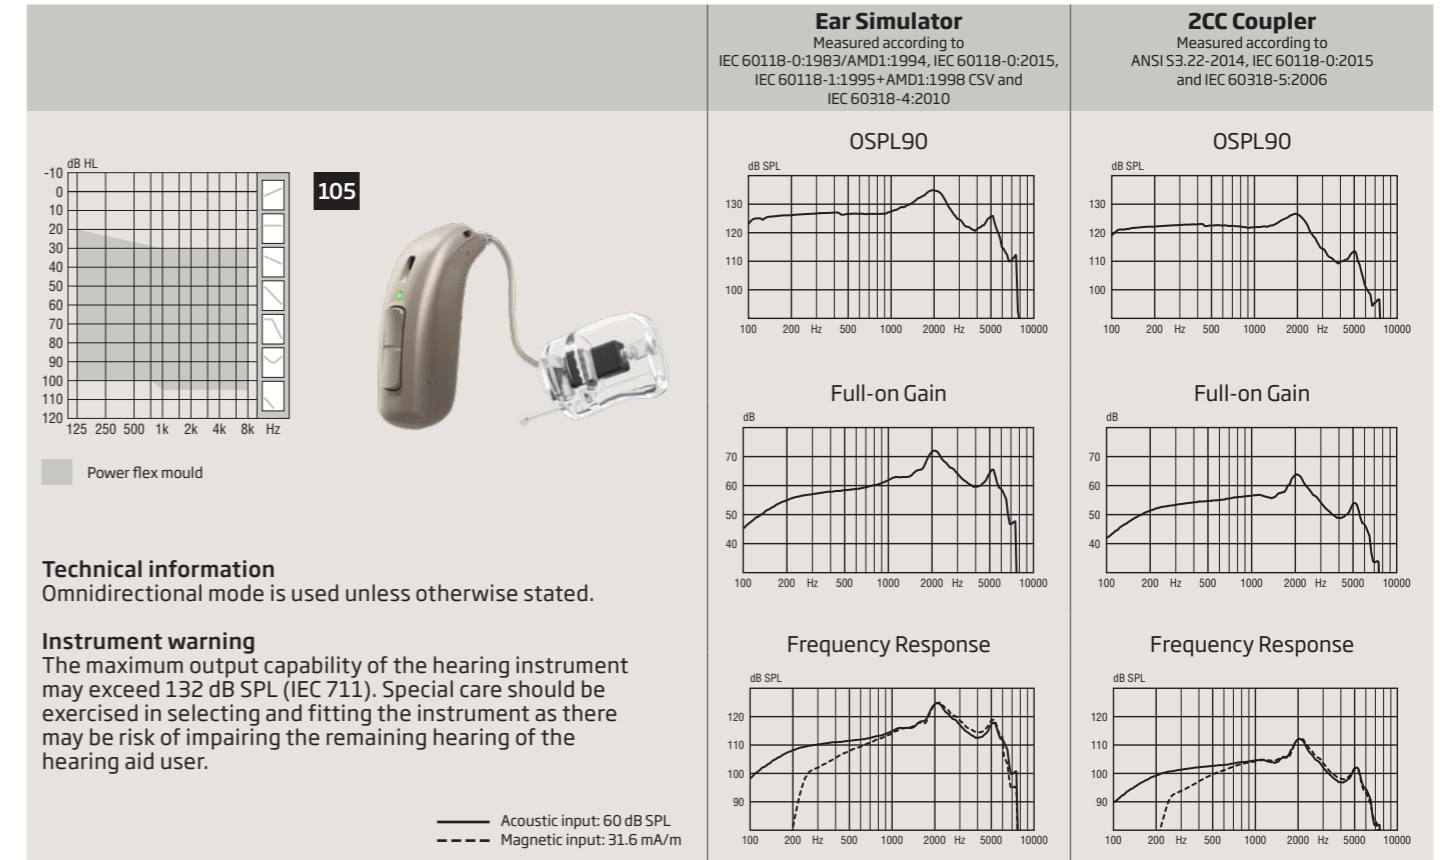 Ear Simulator
Measured according to
IEC 60118-0:1983/AMD1:1994, IEC 60118-0:2015,
IEC 60118-1:1995+AMD1:1998 CSV and
IEC 60318-4:2010
2CC Coupler
Measured according to
ANSI S3.22-2014, IEC 60118-0:2015
and IEC 60318-5:2006
dB HL
-10
0
10
20
30
40
50
60
70
80
90
100
110
120
125 250 500 1k 2k 4k 8k Hz
105
Power flex mould
Technical information
Omnidirectional mode is used unless otherwise stated.
Instrument warning
The maximum output capability of the hearing instrument
may exceed 132 dB SPL (IEC 711). Special care should be
exercised in selecting and fitting the instrument as there
may be risk of impairing the remaining hearing of the
hearing aid user.
Acoustic input: 60 dB SPL
Magnetic input: 31.6 mA/m
OSPL90
dB SPL
130
120
110
100
100 200 Hz 500 1000 2000 Hz 5000 10000
Full-on Gain
dB
70
60
50
40
100 200 Hz 500 1000 2000 Hz 5000 10000
Frequency Response
dB SPL
120
110
100
90
100 200 Hz 500 1000 2000 Hz 5000 10000
OSPL90
dB SPL
130
120
110
100
100 200 Hz 500 1000 2000 Hz 5000 10000
Full-on Gain
dB
70
60
50
40
100 200 Hz 500 1000 2000 Hz 5000 10000
Frequency Response
dB SPL
120
110
100
90
100 200 Hz 500 1000 2000 Hz 5000 10000